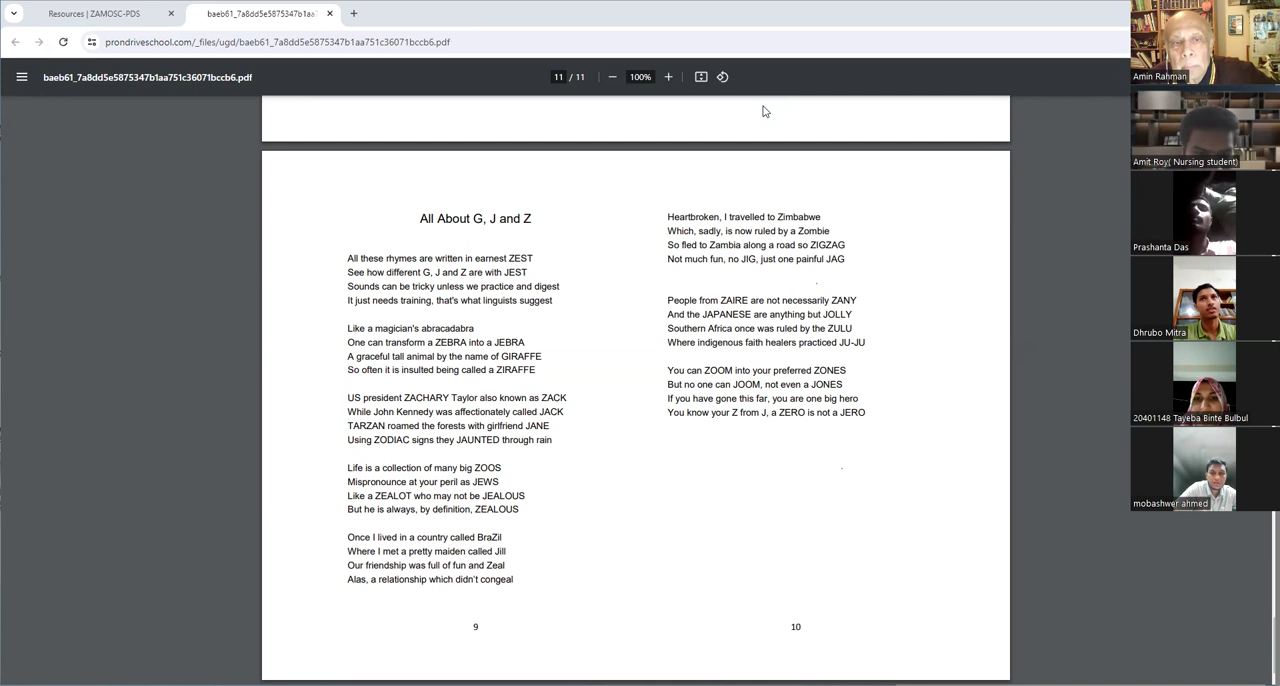 Resources | ZAMOSC-PDS
baeb61_7a8dd5e5875347b1aa7
prondriveschool.com/_files/ugd/baeb61_7a8dd5e5875347b1aa751c36071bccb6.pdf
baeb61_7a8dd5e5875347b1aa751c36071bccb6.pdf
11 / 11
100%
All About G, J and Z
All these rhymes are written in earnest ZEST
See how different G, J and Z are with JEST
Sounds can be tricky unless we practice and digest
It just needs training, that's what linguists suggest
Like a magician's abracadabra
One can transform a ZEBRA into a JEBRA
A graceful tall animal by the name of GIRAFFE
So often it is insulted being called a ZIRAFFE
US president ZACHARY Taylor also known as ZACK
While John Kennedy was affectionately called JACK
TARZAN roamed the forests with girlfriend JANE
Using ZODIAC signs they JAUNTED through rain
Life is a collection of many big ZOOS
Mispronounce at your peril as JEWS
Like a ZEALOT who may not be JEALOUS
But he is always, by definition, ZEALOUS
Once I lived in a country called BraZil
Where I met a pretty maiden called Jill
Our friendship was full of fun and Zeal
Alas, a relationship which didn't congeal
9
Heartbroken, I travelled to Zimbabwe
Which, sadly, is now ruled by a Zombie
So fled to Zambia along a road so ZIGZAG
Not much fun, no JIG, just one painful JAG
People from ZAIRE are not necessarily ZANY
And the JAPANESE are anything but JOLLY
Southern Africa once was ruled by the ZULU
Where indigenous faith healers practiced JU-JU
You can ZOOM into your preferred ZONES
But no one can JOOM, not even a JONES
If you have gone this far, you are one big hero
You know your Z from J, a ZERO is not a JERO
10
Amin Rahman
Amit Roy( Nursing student)
Prashanta Das
Dhrubo Mitra
20401148 Tayeba Binte Bulbul
mobashwer ahmed